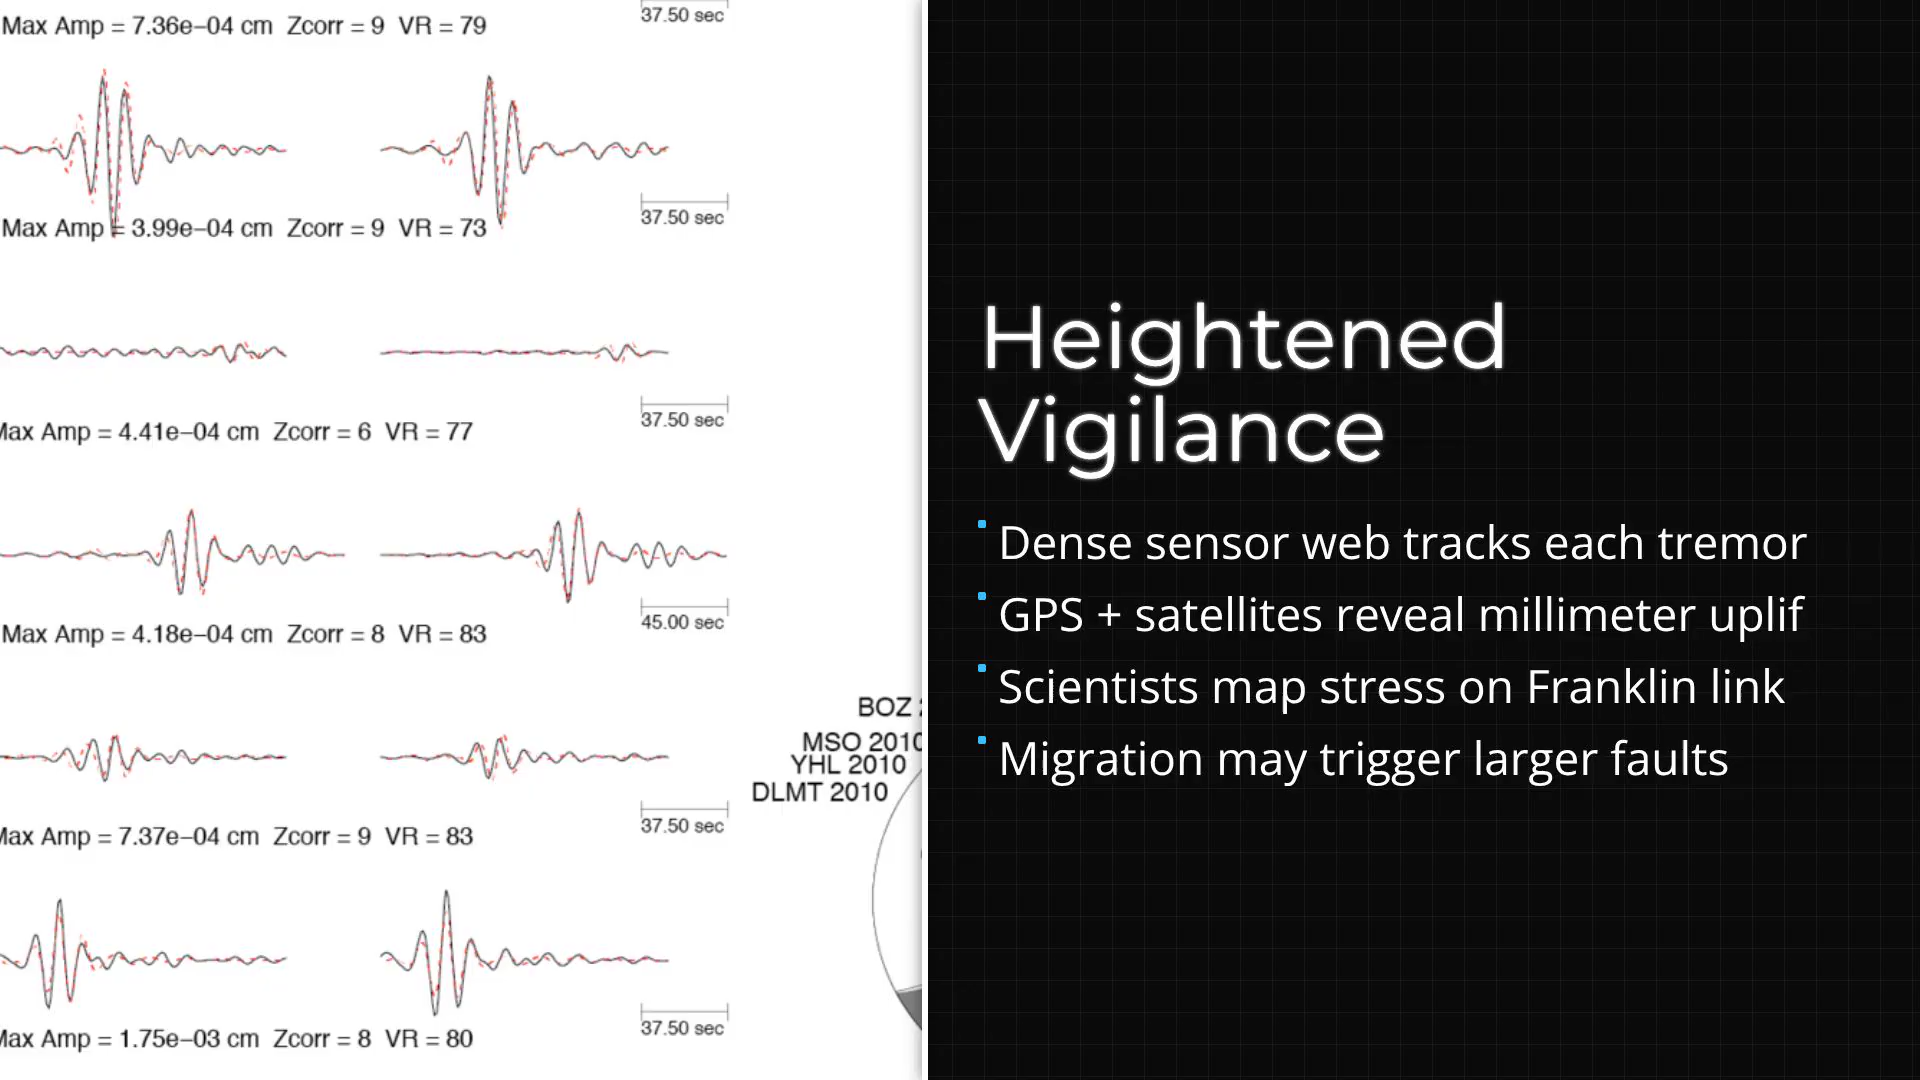 37.50 sec
Max Amp = 7.36e−04 cm Zcorr = 9 VR = 79
37.50 sec
Max Amp = 3.99e−04 cm Zcorr = 9 VR = 73
37.50 sec
Max Amp = 4.41e−04 cm Zcorr = 6 VR = 77
45.00 sec
Max Amp = 4.18e−04 cm Zcorr = 8 VR = 83
BOZ
MSO 2010
YHL 2010
DLMT 2010
37.50 sec
Max Amp = 7.37e−04 cm Zcorr = 9 VR = 83
37.50 sec
Max Amp = 1.75e−03 cm Zcorr = 8 VR = 80
Heightened
Vigilance
Dense sensor web tracks each tremor
GPS + satellites reveal millimeter uplif
Scientists map stress on Franklin link
Migration may trigger larger faults